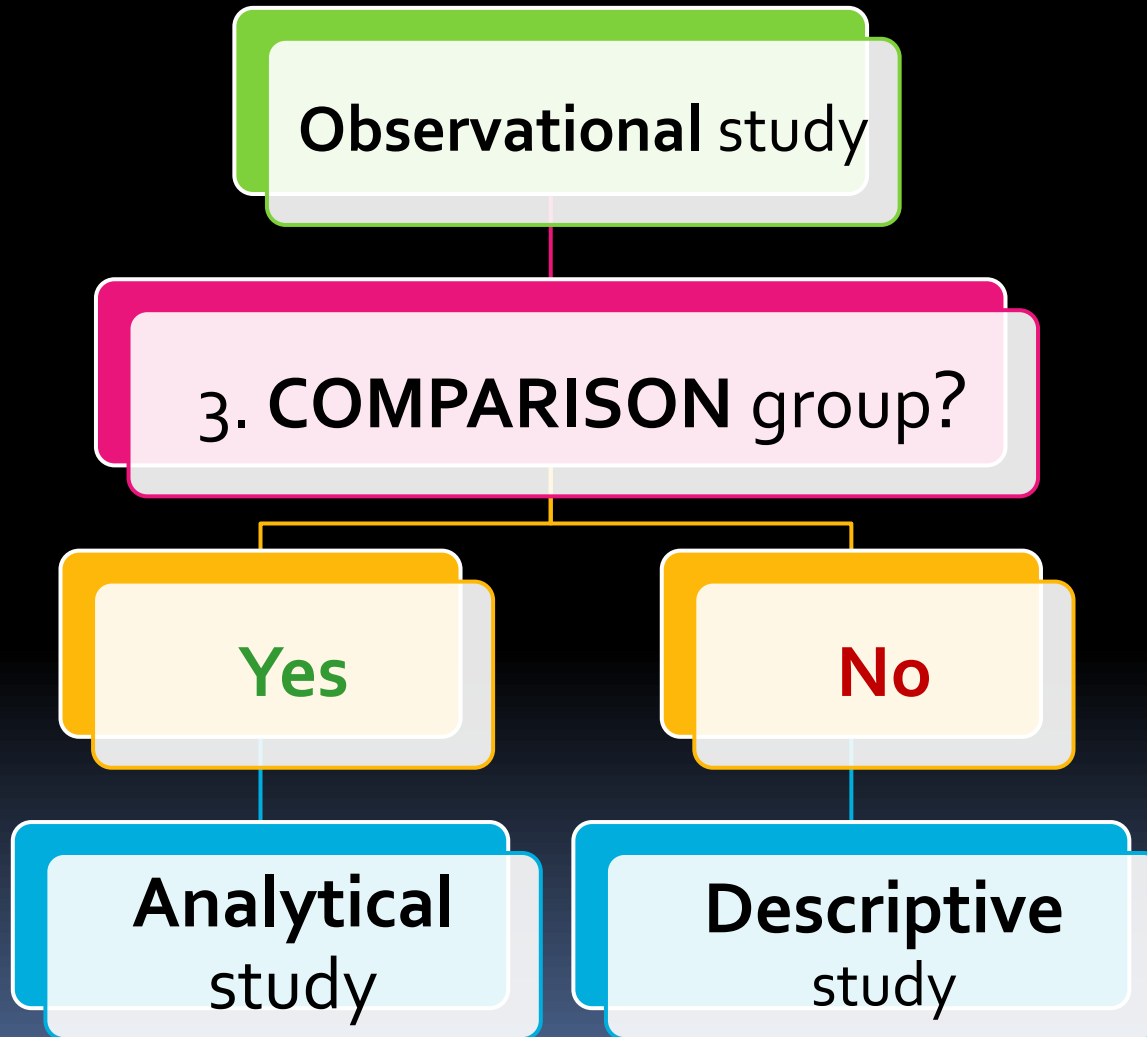 Observational study
3. COMPARISON group?
Yes
No
Analytical
study
Descriptive
study